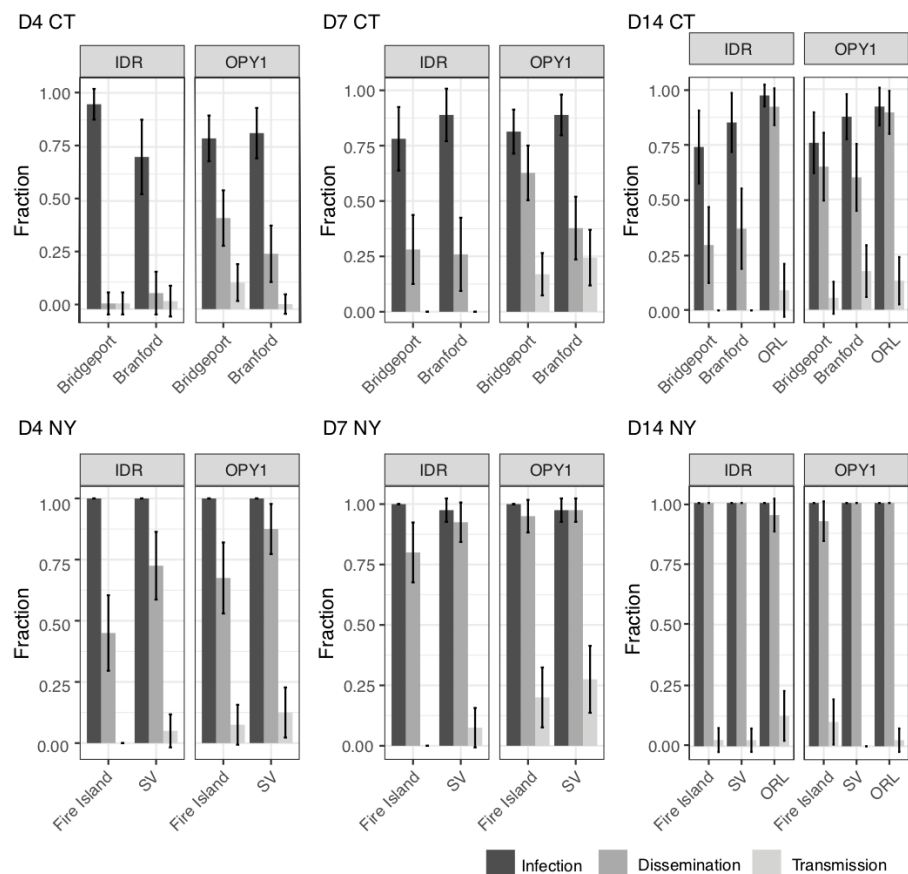 D4 CT
D7 CT
D14 CT
IDR
OPY1
IDR
OPY1
IDR
OPY1
Fraction
1.00
0.75
0.50
0.25
0.00
Fraction
1.00
0.75
0.50
0.25
0.00
Fraction
1.00
0.75
0.50
0.25
0.00
Bridgeport
Branford
Bridgeport
Branford
Bridgeport
Branford
Bridgeport
Branford
Bridgeport
Branford
ORL
Bridgeport
Branford
ORL
D4 NY
D7 NY
D14 NY
IDR
OPY1
IDR
OPY1
IDR
OPY1
Fraction
1.00
0.75
0.50
0.25
0.00
Fraction
1.00
0.75
0.50
0.25
0.00
Fraction
1.00
0.75
0.50
0.25
0.00
Fire Island
SV
Fire Island
SV
Fire Island
SV
Fire Island
SV
Fire Island
SV
ORL
Fire Island
SV
ORL
Infection
Dissemination
Transmission